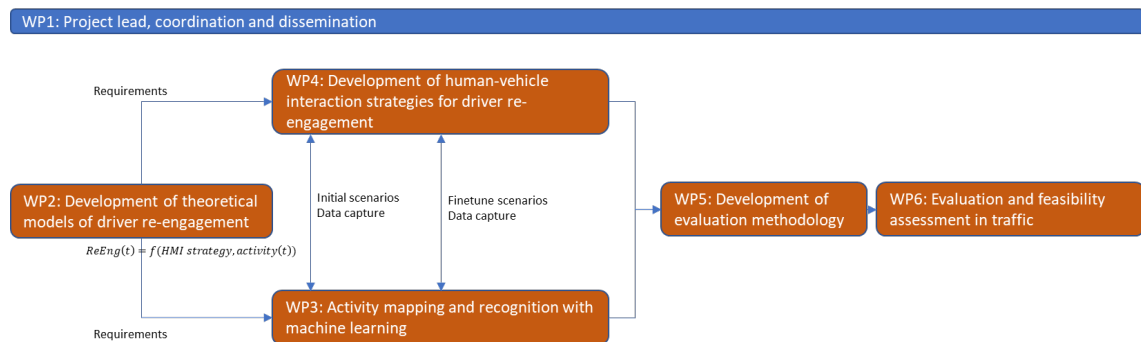 WP1: Project lead, coordination and dissemination
Requirements
WP4: Development of human-vehicle
interaction strategies for driver re-
engagement
WP2: Development of theoretical
models of driver re-engagement
ReEng(t) = f(HMI strategy, activity(t))
Initial scenarios
Data capture
Finetune scenarios
Data capture
WP5: Development of
evaluation methodology
WP6: Evaluation and feasibility
assessment in traffic
WP3: Activity mapping and recognition with
machine learning
Requirements